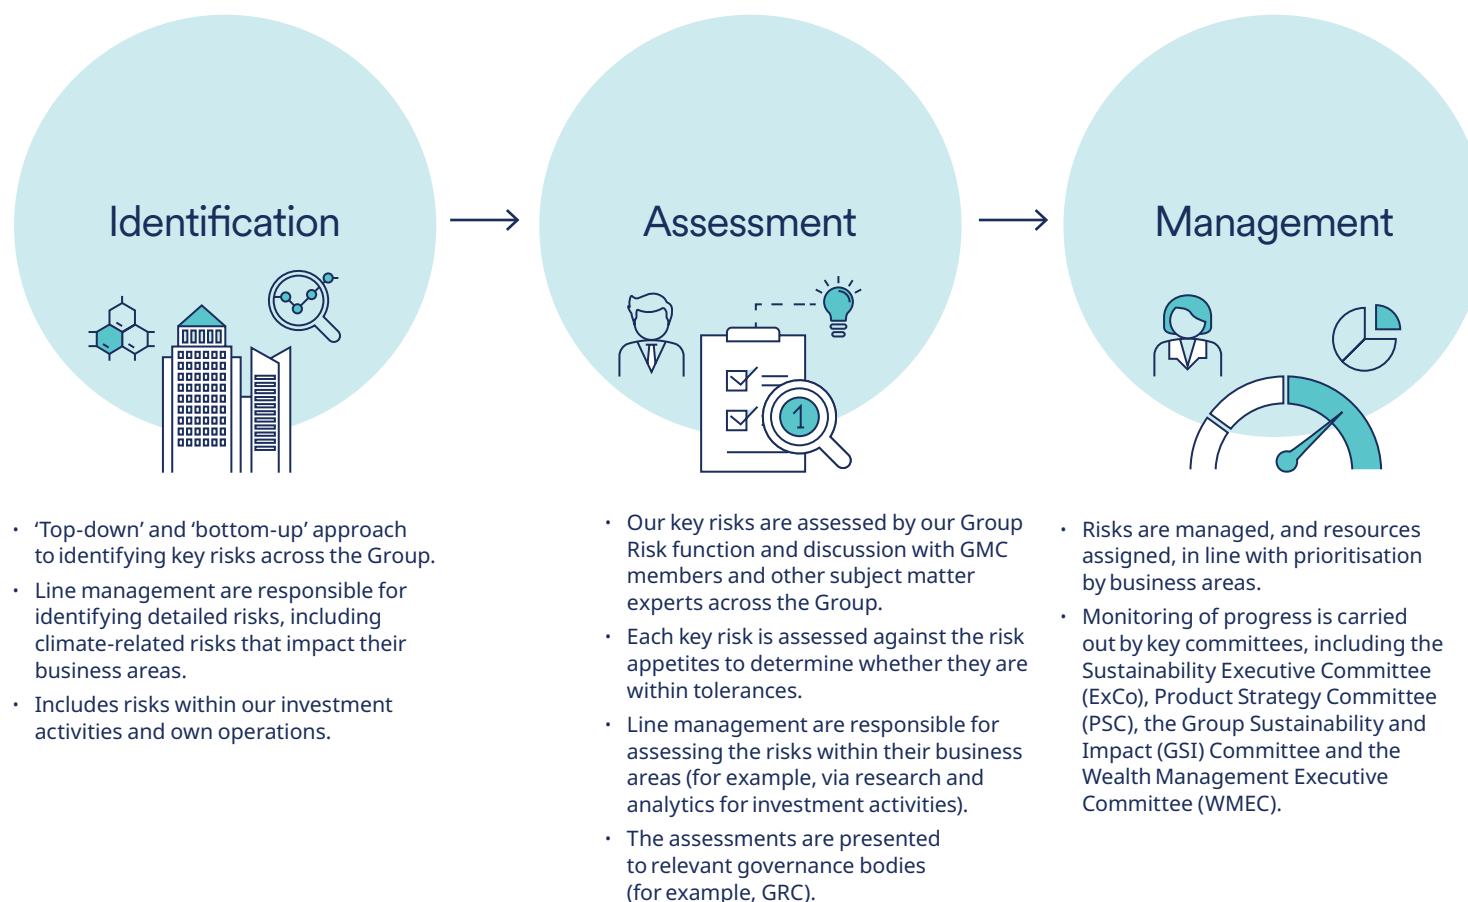 Identification
‘Top-down’ and ‘bottom-up’ approach
to identifying key risks across the Group.
Line management are responsible for
identifying detailed risks, including
climate-related risks that impact their
business areas.
Includes risks within our investment
activities and own operations.
Assessment
1
Our key risks are assessed by our Group
Risk function and discussion with GMC
members and other subject matter
experts across the Group.
Each key risk is assessed against the risk
appetites to determine whether they are
within tolerances.
Line management are responsible for
assessing the risks within their business
areas (for example, via research and
analytics for investment activities).
The assessments are presented
to relevant governance bodies
(for example, GRC).
Management
Risks are managed, and resources
assigned, in line with prioritisation
by business areas.
Monitoring of progress is carried
out by key committees, including the
Sustainability Executive Committee
(ExCo), Product Strategy Committee
(PSC), the Group Sustainability and
Impact (GSI) Committee and the
Wealth Management Executive
Committee (WMEC).